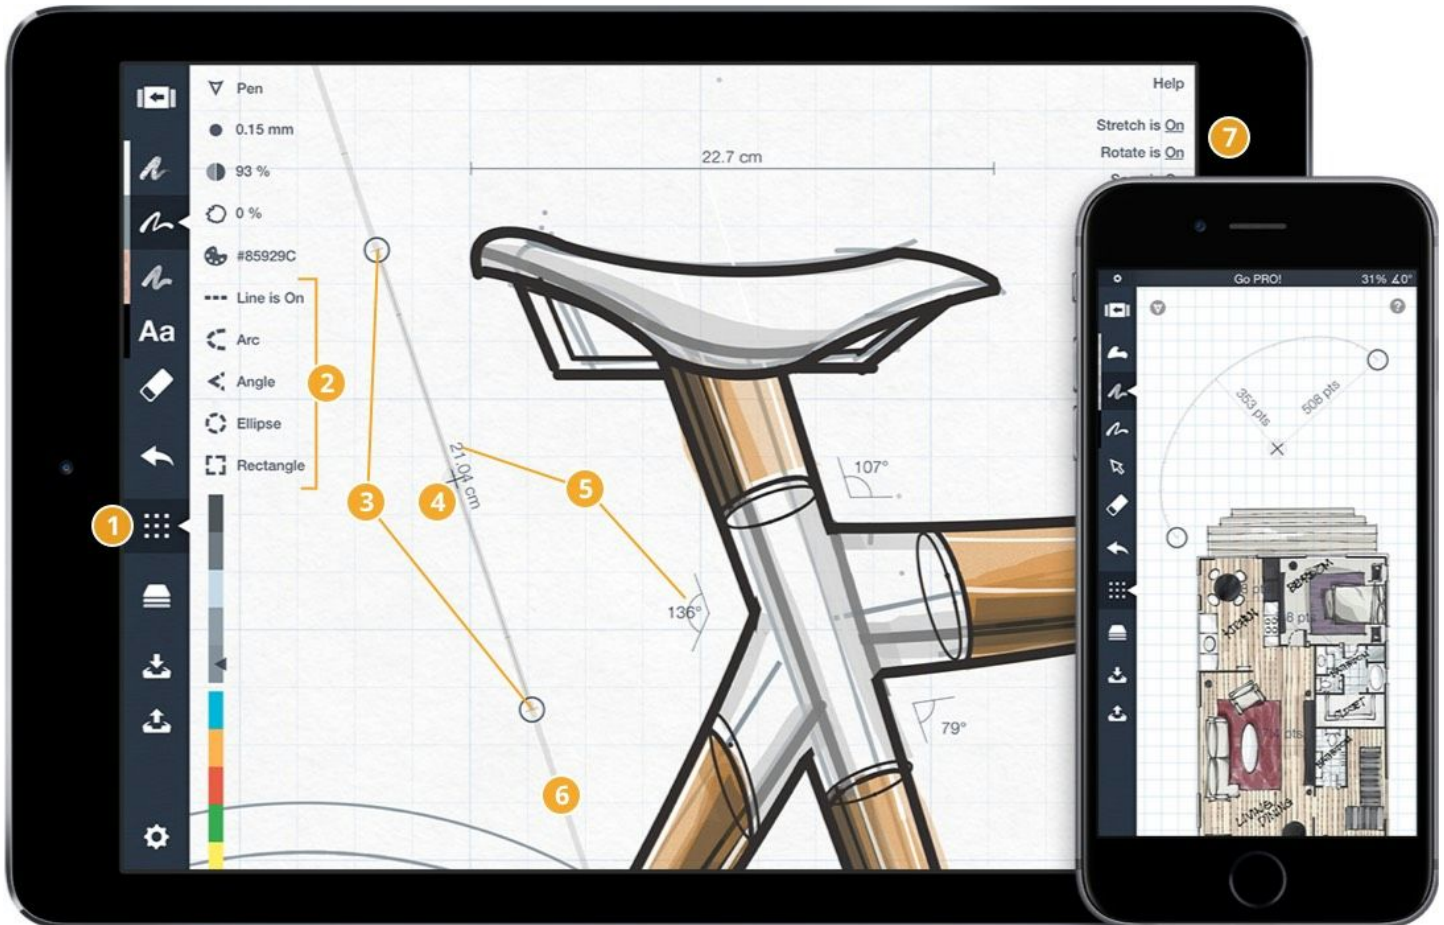 Pen
0.15 mm
93 %
0 %
#85929C
Line is On
Arc
Angle
Ellipse
Rectangle
Aa
1
2
3
4
5
6
7
22.7 cm
21.04 cm
136°
107°
79°
Help
Stretch is On
Rotate is On
Go PRO!
31% ∡0°
?
353 pts
508 pts
KITCHEN
BEDROOM
CLOSET
LIVING
DINING